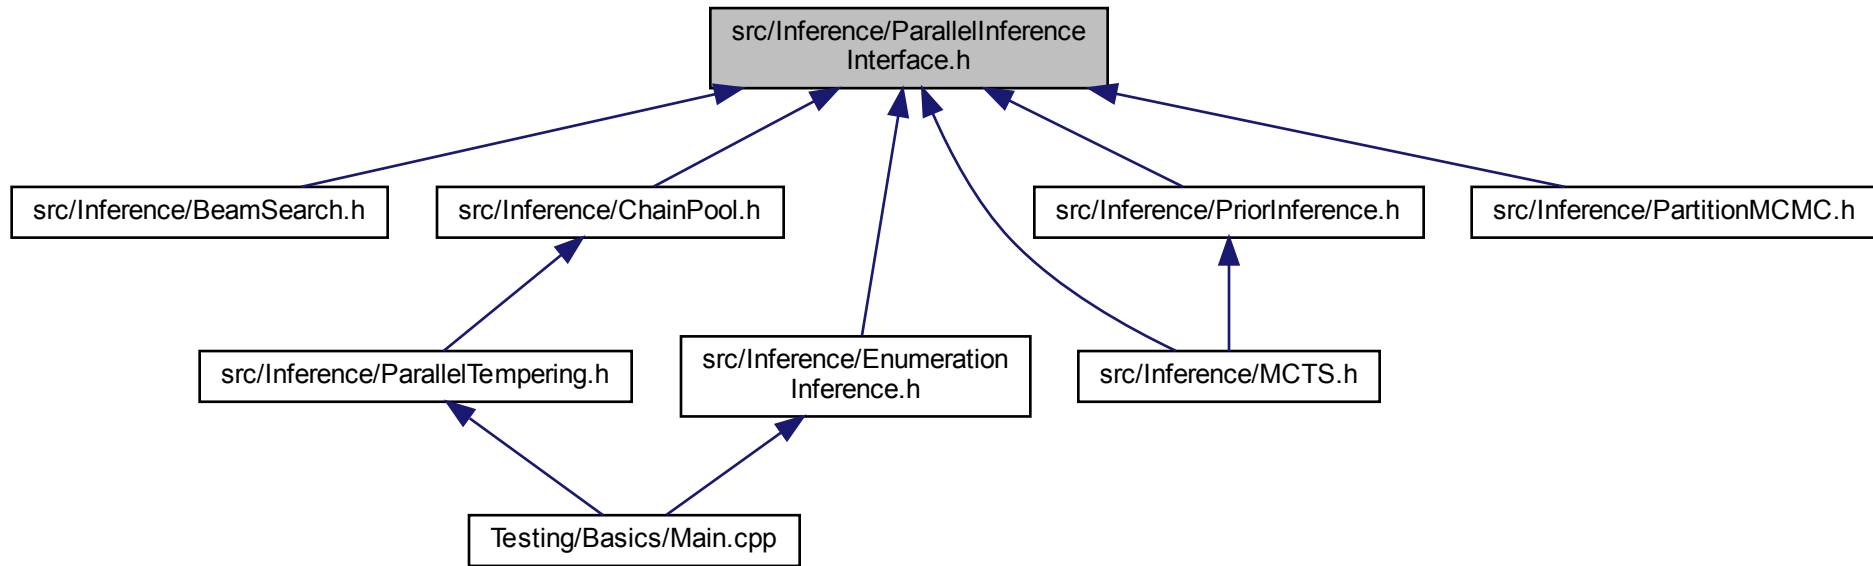 src/Inference/ParallelInference
Interface.h
src/Inference/BeamSearch.h
src/Inference/ChainPool.h
src/Inference/PriorInference.h
src/Inference/PartitionMCMC.h
src/Inference/ParallelTempering.h
src/Inference/Enumeration
Inference.h
src/Inference/MCTS.h
Testing/Basics/Main.cpp